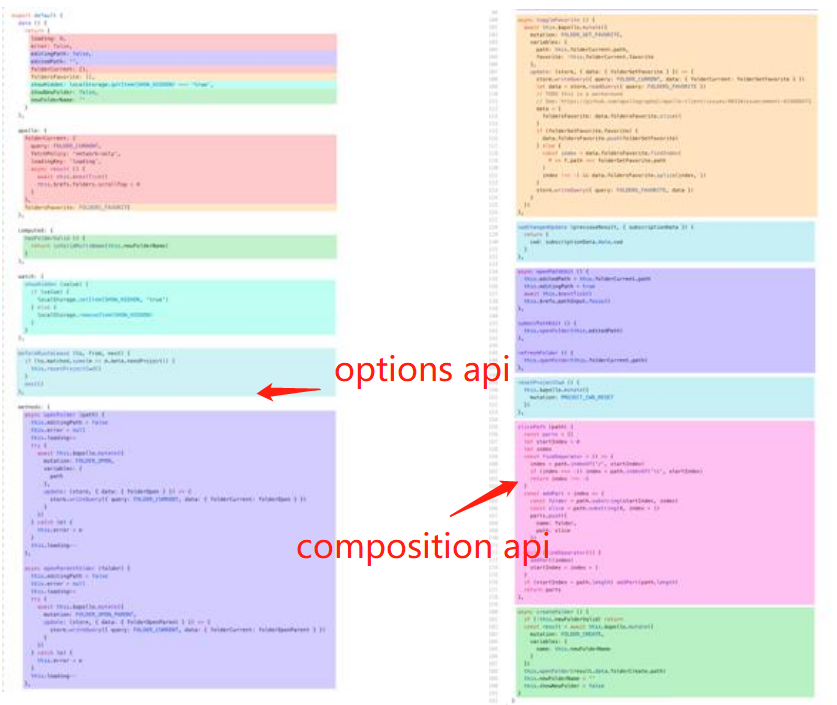 export default {
data () {
return {
loading: 0,
error: false,
editingPath: false,
editedPath: "",
folderCurrent: {},
foldersFavorite: [],
showHidden: localStorage.getItem(SHOW_HIDDEN) === "true",
showNewFolder: false,
newFolderName: ""
}
},
apollo: {
folderCurrent: {
query: FOLDER_CURRENT,
fetchPolicy: "network-only",
loadingKey: "loading",
async result () {
await this.$nextTick()
this.$refs.folders.scrollTop = 0
}
},
foldersFavorite: FOLDERS_FAVORITE
},
computed: {
newFolderValid () {
return isValidMultiName(this.newFolderName)
}
},
watch: {
showHidden (value) {
if (value) {
localStorage.setItem(SHOW_HIDDEN, "true")
} else {
localStorage.removeItem(SHOW_HIDDEN)
}
}
},
beforeRouteLeave (to, from, next) {
if (to.matched.some(m => m.meta.needProject)) {
this.resetProjectCwd()
}
next()
},
options api
methods: {
async openFolder (path) {
this.editingPath = false
this.error = null
this.loading++
try {
await this.$apollo.mutate({
mutation: FOLDER_OPEN,
variables: {
path
},
update: (store, { data: { folderOpen } }) => {
store.writeQuery({ query: FOLDER_CURRENT, data: { folderCurrent: folderOpen } })
}
})
} catch (e) {
this.error = e
}
this.loading--
},
async openParentFolder (folder) {
this.editingPath = false
this.error = null
this.loading++
try {
await this.$apollo.mutate({
mutation: FOLDER_OPEN_PARENT,
update: (store, { data: { folderOpenParent } }) => {
store.writeQuery({ query: FOLDER_CURRENT, data: { folderCurrent: folderOpenParent } })
}
})
} catch (e) {
this.error = e
}
this.loading--
},
async toggleFavorite () {
await this.$apollo.mutate({
mutation: FOLDER_SET_FAVORITE,
variables: {
path: this.folderCurrent.path,
favorite: !this.folderCurrent.favorite
},
update: (store, { data: { folderSetFavorite } }) => {
store.writeQuery({ query: FOLDER_CURRENT, data: { folderCurrent: folderSetFavorite } })
let data = store.readQuery({ query: FOLDERS_FAVORITE })
// TODO this is a workaround
data = {
foldersFavorite: data.foldersFavorite.slice()
}
if (folderSetFavorite.favorite) {
data.foldersFavorite.push(folderSetFavorite)
} else {
const index = data.foldersFavorite.findIndex(
f => f.path === folderSetFavorite.path
)
index !== -1 && data.foldersFavorite.splice(index, 1)
}
store.writeQuery({ query: FOLDERS_FAVORITE, data })
}
})
},
cwdChangedUpdate (previousResult, { subscriptionData }) {
return {
cwd: subscriptionData.data.cwd
}
},
async openPathEdit () {
this.editedPath = this.folderCurrent.path
this.editingPath = true
await this.$nextTick()
this.$refs.pathInput.focus()
},
submitPathEdit () {
this.openFolder(this.editedPath)
},
refreshFolder () {
this.openFolder(this.folderCurrent.path)
},
resetProjectCwd () {
this.$apollo.mutate({
mutation: PROJECT_CWD_RESET
})
},
slicePath (path) {
const parts = []
let startIndex = 0
let index
const findSeparator = () => {
index = path.indexOf("/", startIndex)
if (index === -1) index = path.indexOf("\\", startIndex)
return index !== -1
}
const addPart = index => {
const folder = path.substring(startIndex, index)
const slice = path.substring(0, index + 1)
parts.push({
name: folder,
path: slice
composition api
addPart(index)
startIndex = index + 1
}
if (startIndex < path.length) addPart(path.length)
return parts
},
async createFolder () {
if (!this.newFolderValid) return
const result = await this.$apollo.mutate({
mutation: FOLDER_CREATE,
variables: {
name: this.newFolderName
}
})
this.openFolder(result.data.folderCreate.path)
this.newFolderName = ""
this.showNewFolder = false
}
}